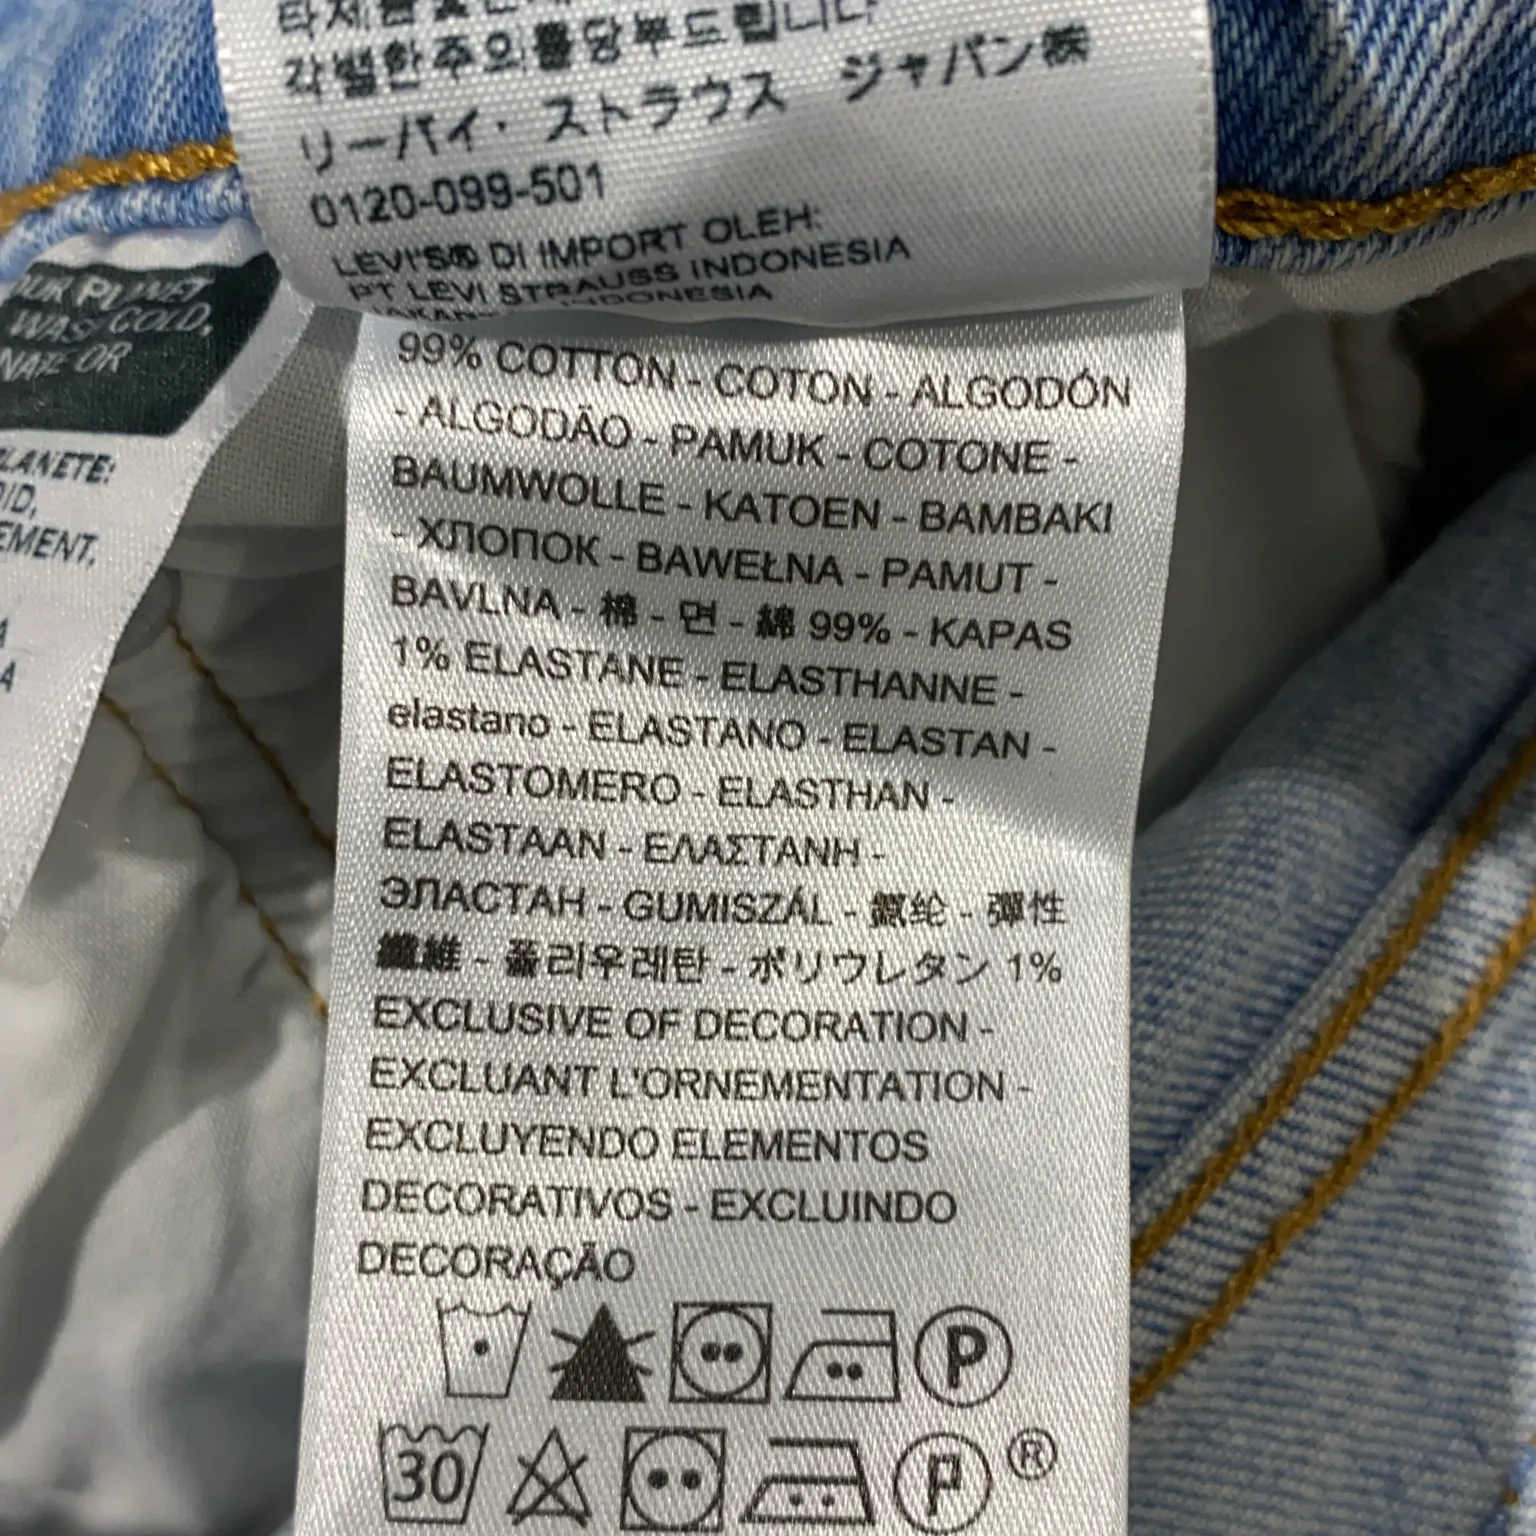 각별한주의를당부드립니다
リーバイ・ストラウス ジャパン㈱
0120-099-501
LEVI'S® DI IMPORT OLEH:
PT LEVI STRAUSS INDONESIA
INDONESIA
99% COTTON - COTON - ALGODÓN
- ALGODÃO - PAMUK - COTONE -
BAUMWOLLE - KATOEN - BAMBAKI
- ХЛОПОК - BAWEŁNA - PAMUT -
BAVLNA - 棉 - 면 - 綿 99% - KAPAS
1% ELASTANE - ELASTHANNE -
elastano - ELASTANO - ELASTAN -
ELASTOMERO - ELASTHAN -
ELASTAAN - ΕΛΑΣΤΑΝΗ -
ЭЛАСТАН - GUMISZÁL - 氨纶 - 彈性
纖維 - 폴리우레탄 - ポリウレタン 1%
EXCLUSIVE OF DECORATION -
EXCLUANT L'ORNEMENTATION -
EXCLUYENDO ELEMENTOS
DECORATIVOS - EXCLUINDO
DECORAÇÃO
P
30 P ®
PLANET
COLD,
OR
PLANETE: